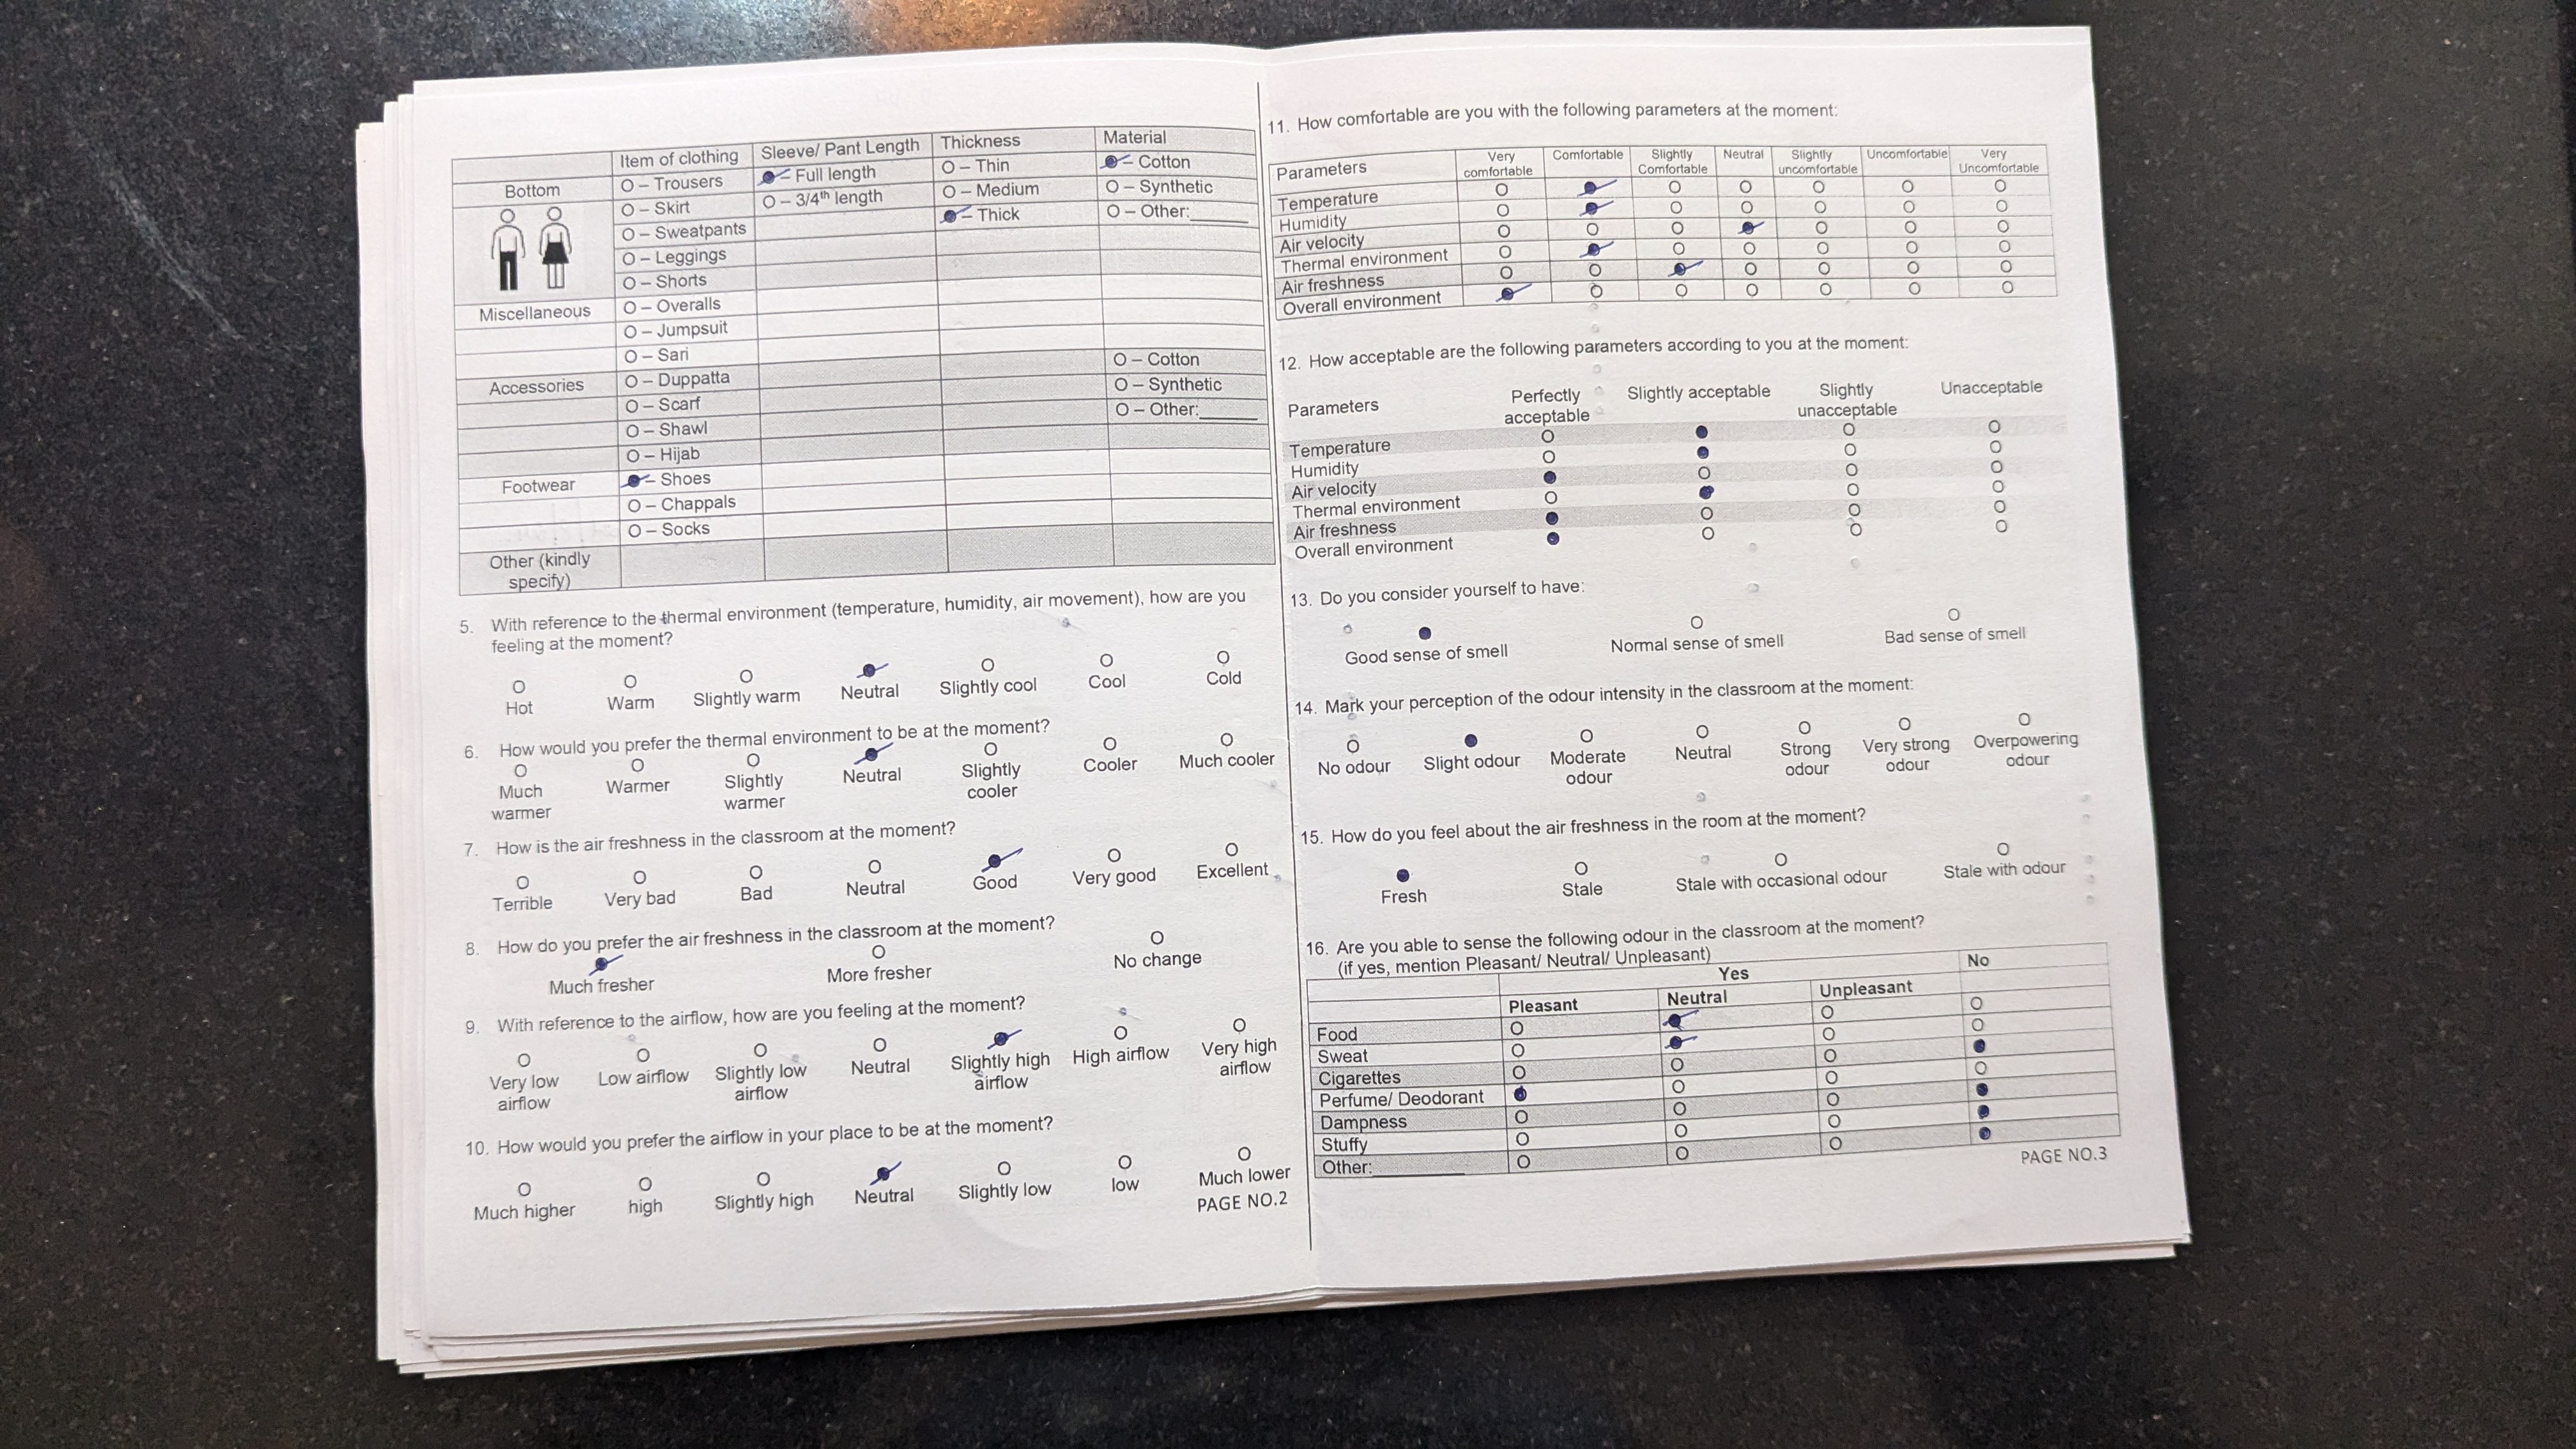 Item of clothing Sleeve/ Pant Length Thickness Material
Bottom O – Trousers – Full length O – Thin – Cotton
O – Skirt O – 3/4th length O – Medium O – Synthetic
O – Sweatpants – Thick O – Other:______
O – Leggings
O – Shorts
Miscellaneous O – Overalls
O – Jumpsuit
O – Sari
Accessories O – Duppatta O – Cotton
O – Scarf O – Synthetic
O – Shawl O – Other:______
O – Hijab
Footwear – Shoes
O – Chappals
O – Socks
Other (kindly
specify)
5. With reference to the thermal environment (temperature, humidity, air movement), how are you
feeling at the moment?
Hot Warm Slightly warm Neutral Slightly cool Cool Cold
6. How would you prefer the thermal environment to be at the moment?
Much Warmer Slightly Neutral Slightly Cooler Much cooler
warmer warmer cooler
7. How is the air freshness in the classroom at the moment?
Terrible Very bad Bad Neutral Good Very good Excellent
8. How do you prefer the air freshness in the classroom at the moment?
Much fresher More fresher No change
9. With reference to the airflow, how are you feeling at the moment?
Very low Low airflow Slightly low Neutral Slightly high High airflow Very high
airflow airflow airflow airflow
10. How would you prefer the airflow in your place to be at the moment?
Much higher high Slightly high Neutral Slightly low low Much lower
PAGE NO.2
11. How comfortable are you with the following parameters at the moment:
Parameters Very Comfortable Slightly Neutral Slightly Uncomfortable Very
comfortable Comfortable uncomfortable Uncomfortable
Temperature
Humidity
Air velocity
Thermal environment
Air freshness
Overall environment
12. How acceptable are the following parameters according to you at the moment:
Parameters Perfectly Slightly acceptable Slightly Unacceptable
acceptable unacceptable
Temperature
Humidity
Air velocity
Thermal environment
Air freshness
Overall environment
13. Do you consider yourself to have:
Good sense of smell Normal sense of smell Bad sense of smell
14. Mark your perception of the odour intensity in the classroom at the moment:
No odour Slight odour Moderate Neutral Strong Very strong Overpowering
odour odour odour odour
15. How do you feel about the air freshness in the room at the moment?
Fresh Stale Stale with occasional odour Stale with odour
16. Are you able to sense the following odour in the classroom at the moment?
(if yes, mention Pleasant/ Neutral/ Unpleasant)
Yes No
Pleasant Neutral Unpleasant
Food
Sweat
Cigarettes
Perfume/ Deodorant
Dampness
Stuffy
Other:__________
PAGE NO.3